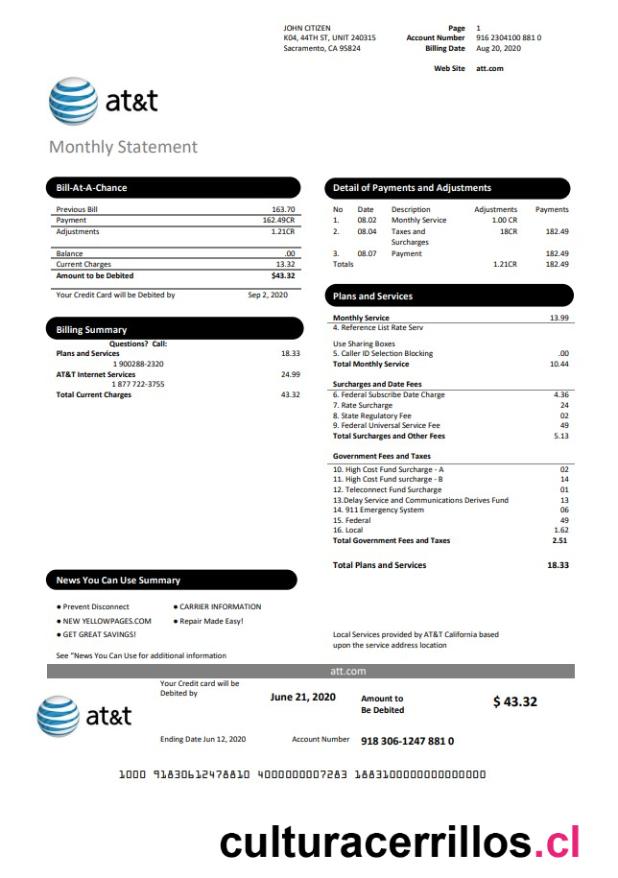 JOHN CITIZEN
K04, 44TH ST, UNIT 240315
Sacramento, CA 95824
Page 1
Account Number 916 2304100 881 0
Billing Date Aug 20, 2020
Web Site att.com
at&t
Monthly Statement
Bill-At-A-Chance
Previous Bill 163.70
Payment 162.49CR
Adjustments 1.21CR
Balance .00
Current Charges 13.32
Amount to be Debited $43.32
Your Credit Card will be Debited by Sep 2, 2020
Billing Summary
Questions? Call:
Plans and Services 18.33
1 900288-2320
AT&T Internet Services 24.99
1 877 722-3755
Total Current Charges 43.32
News You Can Use Summary
● Prevent Disconnect ● CARRIER INFORMATION
● NEW YELLOWPAGES.COM ● Repair Made Easy!
● GET GREAT SAVINGS!
See "News You Can Use for additional information
Detail of Payments and Adjustments
No Date Description Adjustments Payments
1. 08.02 Monthly Service 1.00 CR
2. 08.04 Taxes and 18CR 182.49
Surcharges
3. 08.07 Payment 182.49
Totals 1.21CR 182.49
Plans and Services
Monthly Service 13.99
4. Reference List Rate Serv
Use Sharing Boxes
5. Caller ID Selection Blocking .00
Total Monthly Service 10.44
Surcharges and Date Fees
6. Federal Subscribe Date Charge 4.36
7. Rate Surcharge 24
8. State Regulatory Fee 02
9. Federal Universal Service Fee 49
Total Surcharges and Other Fees 5.13
Government Fees and Taxes
10. High Cost Fund Surcharge - A 02
11. High Cost Fund surcharge - B 14
12. Teleconnect Fund Surcharge 01
13.Delay Service and Communications Derives Fund 13
14. 911 Emergency System 06
15. Federal 49
16. Local 1.62
Total Government Fees and Taxes 2.51
Total Plans and Services 18.33
Local Services provided by AT&T California based
upon the service address location
att.com
at&t
Your Credit card will be
Debited by
June 21, 2020
Amount to
Be Debited
$ 43.32
Ending Date Jun 12, 2020
Account Number 918 306-1247 881 0
1000 91830612478810 4000000007283 18831000000000000000
culturacerrillos.cl